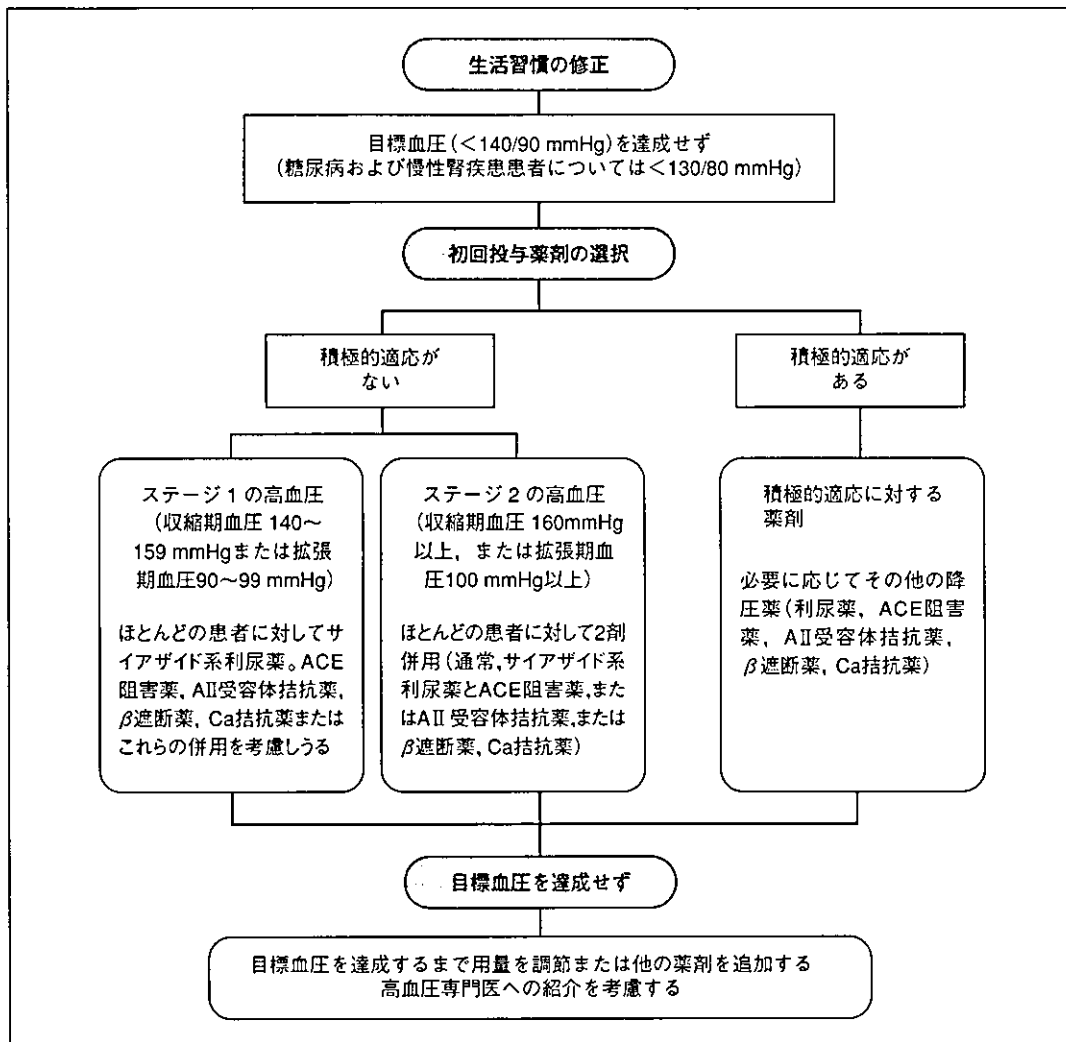 生活習慣の修正
目標血圧(<140/90 mmHg)を達成せず
(糖尿病および慢性腎疾患患者については<130/80 mmHg)
初回投与薬剤の選択
積極的適応が
ない
積極的適応が
ある
ステージ1の高血圧
(収縮期血圧 140～
159 mmHgまたは拡張
期血圧90～99 mmHg)
ほとんどの患者に対してサ
イアザイド系利尿薬。ACE
阻害薬, AⅡ受容体拮抗薬,
β遮断薬, Ca拮抗薬または
これらの併用を考慮しうる
ステージ2の高血圧
(収縮期血圧 160mmHg
以上, または拡張期血
圧100 mmHg以上)
ほとんどの患者に対して2剤
併用(通常,サイアザイド系
利尿薬とACE阻害薬,また
はAⅡ受容体拮抗薬,または
β遮断薬, Ca拮抗薬)
積極的適応に対する
薬剤
必要に応じてその他の降
圧薬(利尿薬, ACE阻害
薬, AⅡ受容体拮抗薬,
β遮断薬, Ca拮抗薬)
目標血圧を達成せず
目標血圧を達成するまで用量を調節または他の薬剤を追加する
高血圧専門医への紹介を考慮する